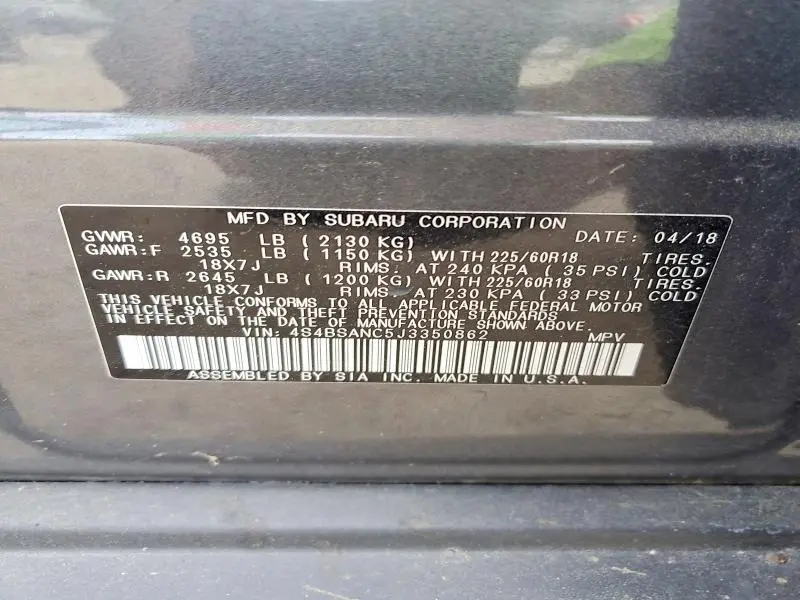 MFD BY SUBARU CORPORATION
GVWR: 4695 LB ( 2130 KG) DATE: 04/18
GAWR:F 2535 LB ( 1150 KG) WITH 225/60R18 TIRES.
18X7J RIMS. AT 240 KPA ( 35 PSI) COLD
GAWR:R 2645 LB ( 1200 KG) WITH 225/60R18 TIRES.
18X7J RIMS. AT 230 KPA ( 33 PSI) COLD
THIS VEHICLE CONFORMS TO ALL APPLICABLE FEDERAL MOTOR
VEHICLE SAFETY AND THEFT PREVENTION STANDARDS
IN EFFECT ON THE DATE OF MANUFACTURE SHOWN ABOVE.
VIN: 4S4BSANC5J3350862 MPV
ASSEMBLED BY SIA INC. MADE IN U.S.A.